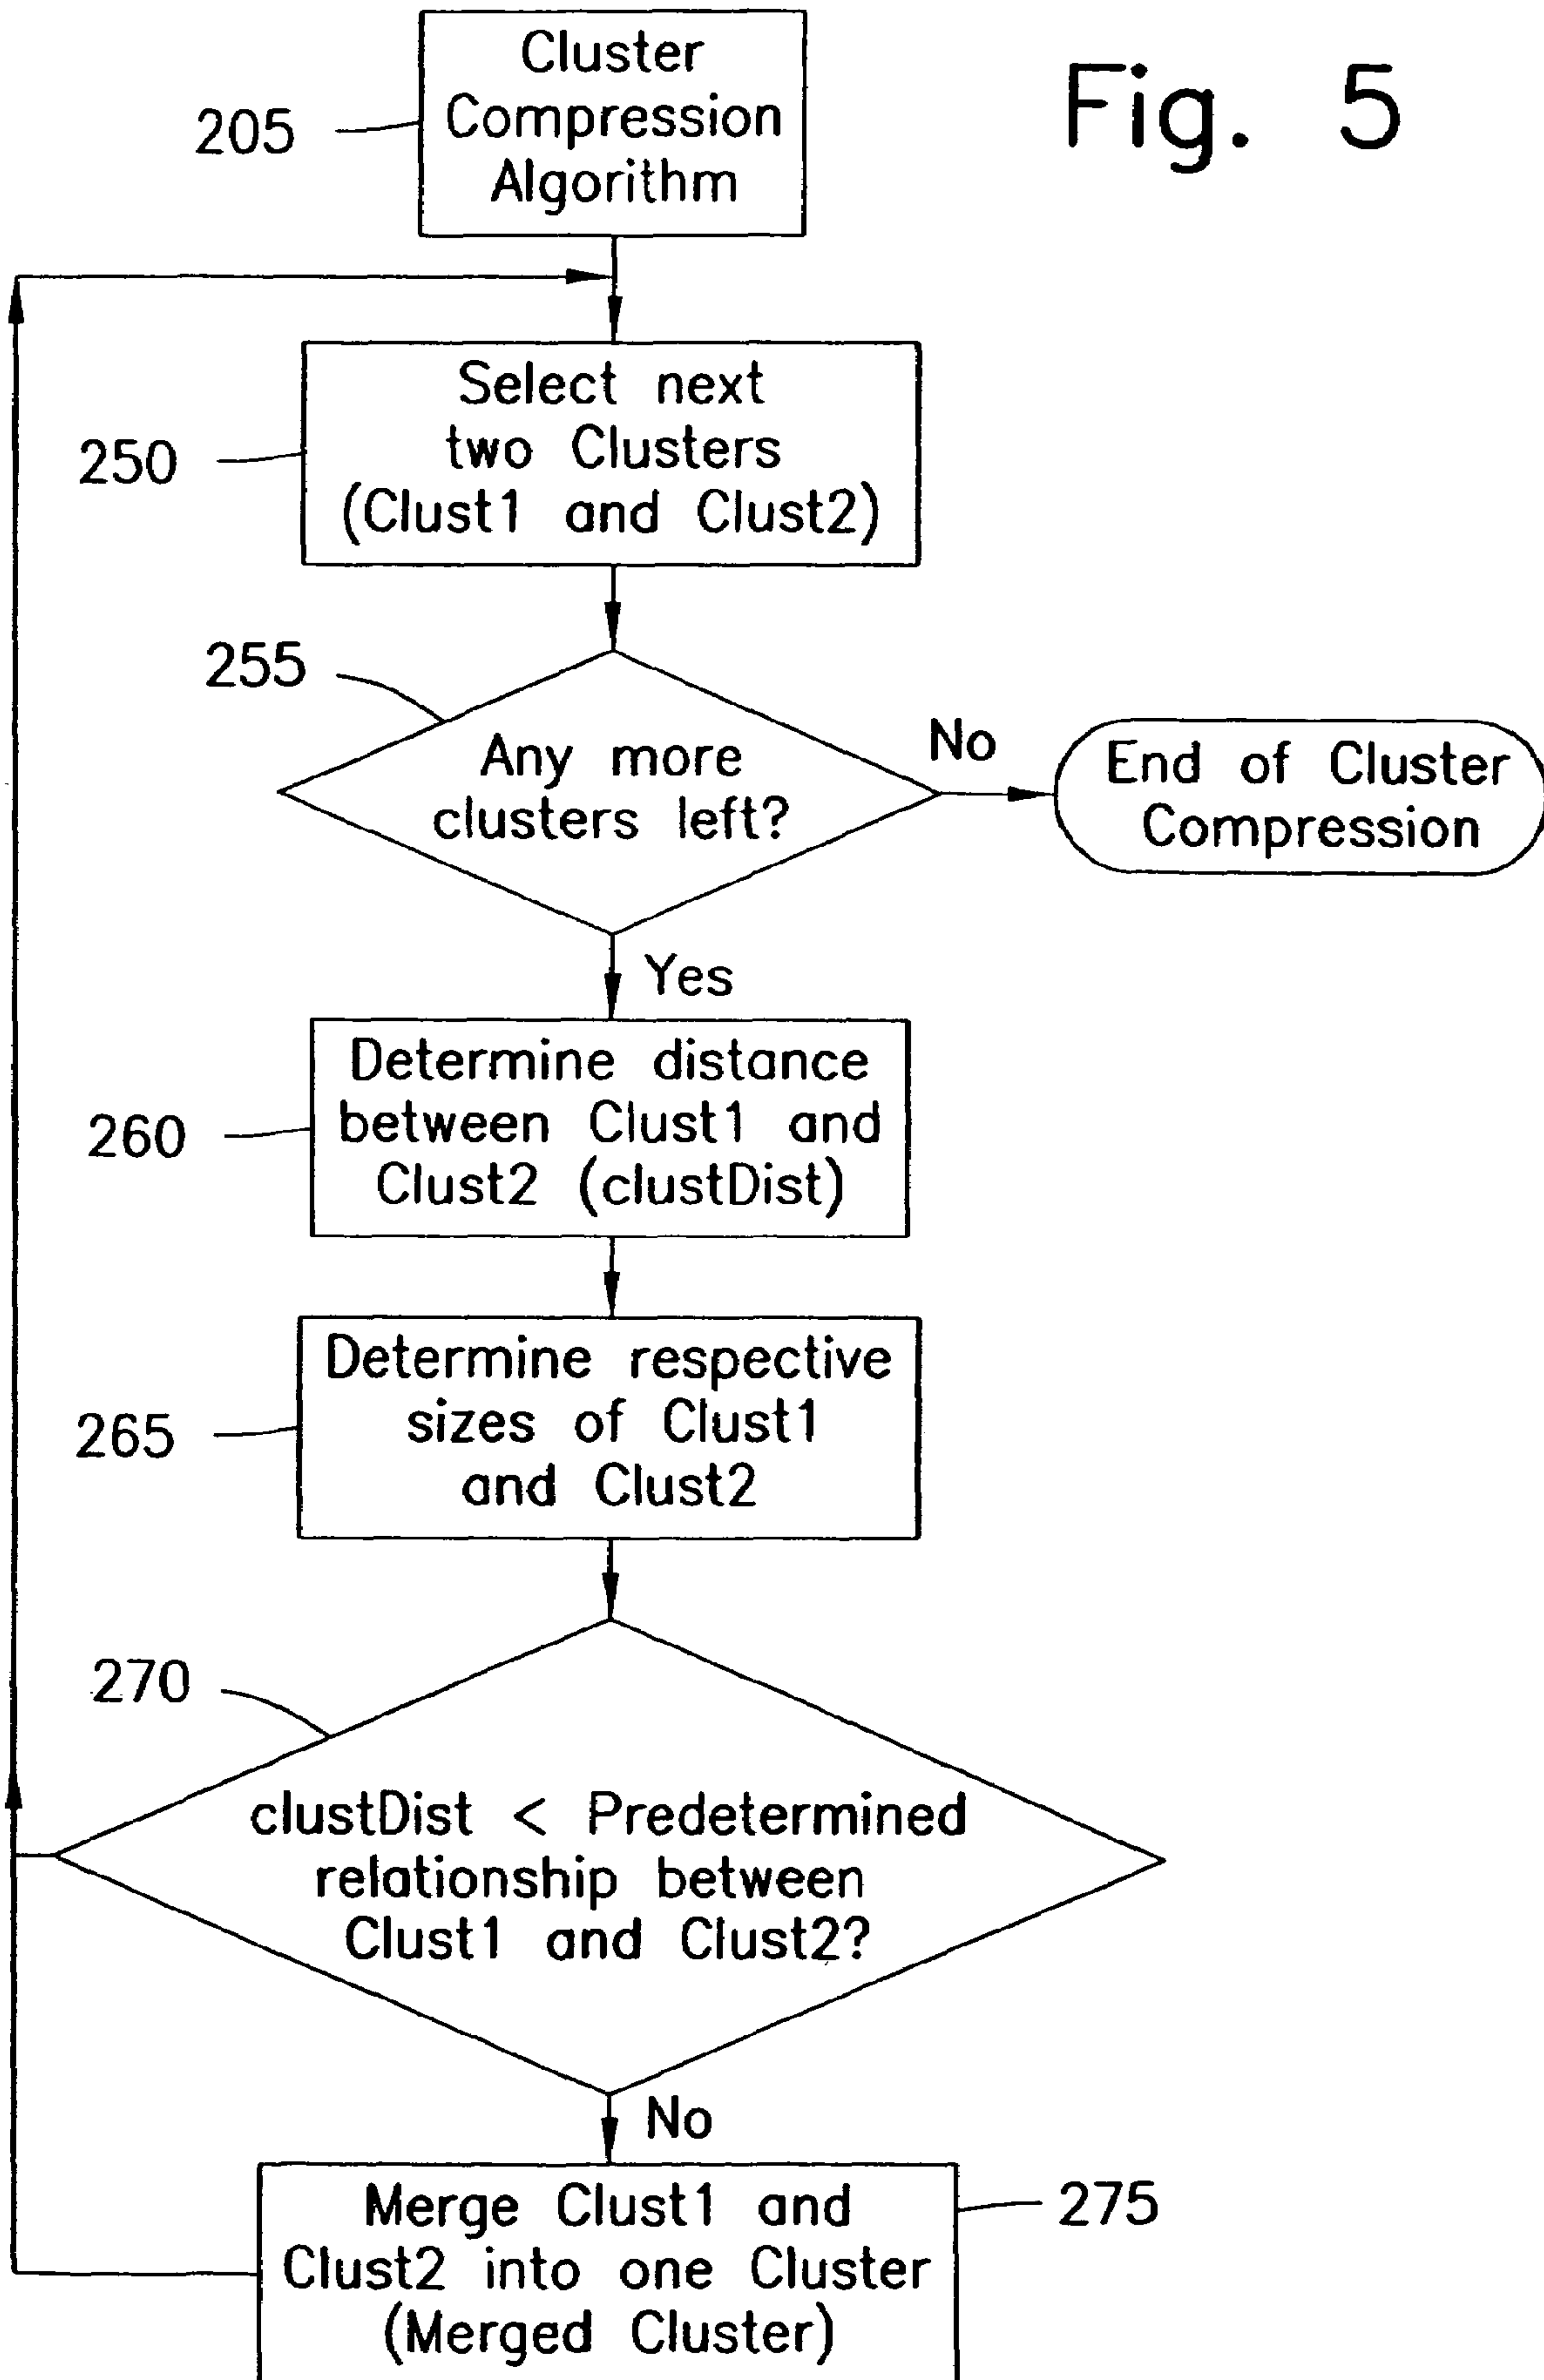 Fig. 5
205
Cluster
Compression
Algorithm
250
Select next
two Clusters
(Clust1 and Clust2)
255
Any more
clusters left?
No
End of Cluster
Compression
Yes
260
Determine distance
between Clust1 and
Clust2 (clustDist)
265
Determine respective
sizes of Clust1
and Clust2
270
clustDist < Predetermined
relationship between
Clust1 and Clust2?
No
275
Merge Clust1 and
Clust2 into one Cluster
(Merged Cluster)